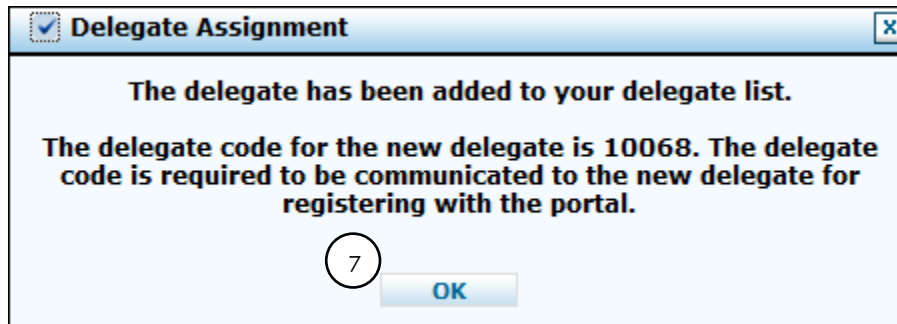 Delegate Assignment
x
The delegate has been added to your delegate list.
The delegate code for the new delegate is 10068. The delegate
code is required to be communicated to the new delegate for
registering with the portal.
7
OK